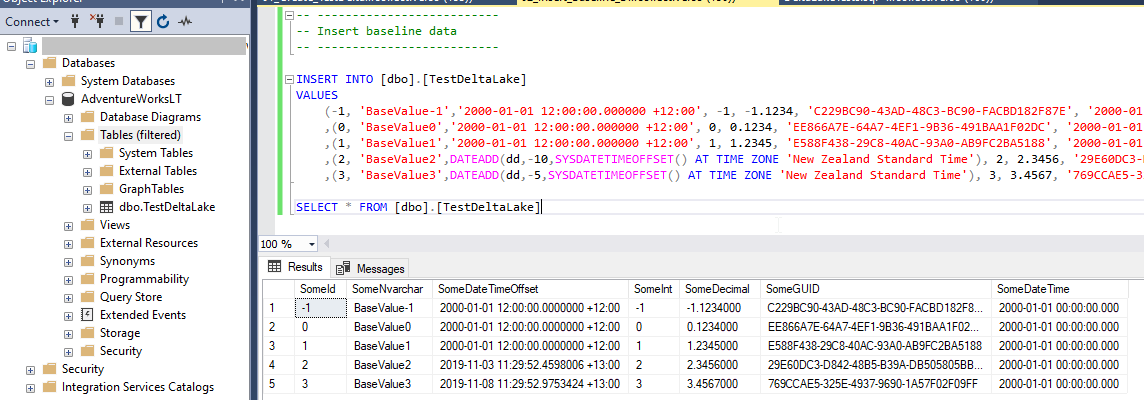 Connect
Databases
System Databases
AdventureWorksLT
Database Diagrams
Tables (filtered)
System Tables
External Tables
GraphTables
dbo.TestDeltaLake
Views
External Resources
Synonyms
Programmability
Query Store
Extended Events
Storage
Security
Security
Integration Services Catalogs
-- ---------------------------
-- Insert baseline data
-- ---------------------------
INSERT INTO [dbo].[TestDeltaLake]
VALUES
(-1, 'BaseValue-1','2000-01-01 12:00:00.000000 +12:00', -1, -1.1234, 'C229BC90-43AD-48C3-BC90-FACBD182F87E', '2000-01
,(0, 'BaseValue0','2000-01-01 12:00:00.000000 +12:00', 0, 0.1234, 'EE866A7E-64A7-4EF1-9B36-491BAA1F02DC', '2000-01-0
,(1, 'BaseValue1','2000-01-01 12:00:00.000000 +12:00', 1, 1.2345, 'E588F438-29C8-40AC-93A0-AB9FC2BA5188', '2000-01-0
,(2, 'BaseValue2',DATEADD(dd,-10,SYSDATETIMEOFFSET() AT TIME ZONE 'New Zealand Standard Time'), 2, 2.3456, '29E60DC3-
,(3, 'BaseValue3',DATEADD(dd,-5,SYSDATETIMEOFFSET() AT TIME ZONE 'New Zealand Standard Time'), 3, 3.4567, '769CCAE5-3
SELECT * FROM [dbo].[TestDeltaLake]
100 %
Results Messages
SomeId SomeNvarchar SomeDateTimeOffset SomeInt SomeDecimal SomeGUID SomeDateTime
1 -1 BaseValue-1 2000-01-01 12:00:00.0000000 +12:00 -1 -1.1234000 C229BC90-43AD-48C3-BC90-FACBD182F8... 2000-01-01 00:00:00.000
2 0 BaseValue0 2000-01-01 12:00:00.0000000 +12:00 0 0.1234000 EE866A7E-64A7-4EF1-9B36-491BAA1F02... 2000-01-01 00:00:00.000
3 1 BaseValue1 2000-01-01 12:00:00.0000000 +12:00 1 1.2345000 E588F438-29C8-40AC-93A0-AB9FC2BA5188 2000-01-01 00:00:00.000
4 2 BaseValue2 2019-11-03 11:29:52.4598006 +13:00 2 2.3456000 29E60DC3-D842-48B5-B39A-DB505805BB... 2000-01-01 00:00:00.000
5 3 BaseValue3 2019-11-08 11:29:52.9753424 +13:00 3 3.4567000 769CCAE5-325E-4937-9690-1A57F02F09FF 2000-01-01 00:00:00.000